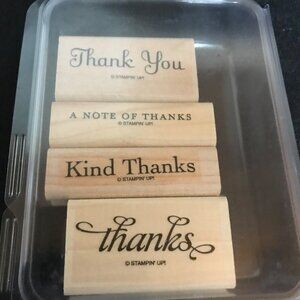 Thank You
© STAMPIN' UP!
A NOTE OF THANKS
© STAMPIN' UP!
Kind Thanks
© STAMPIN' UP!
thanks
© STAMPIN' UP!